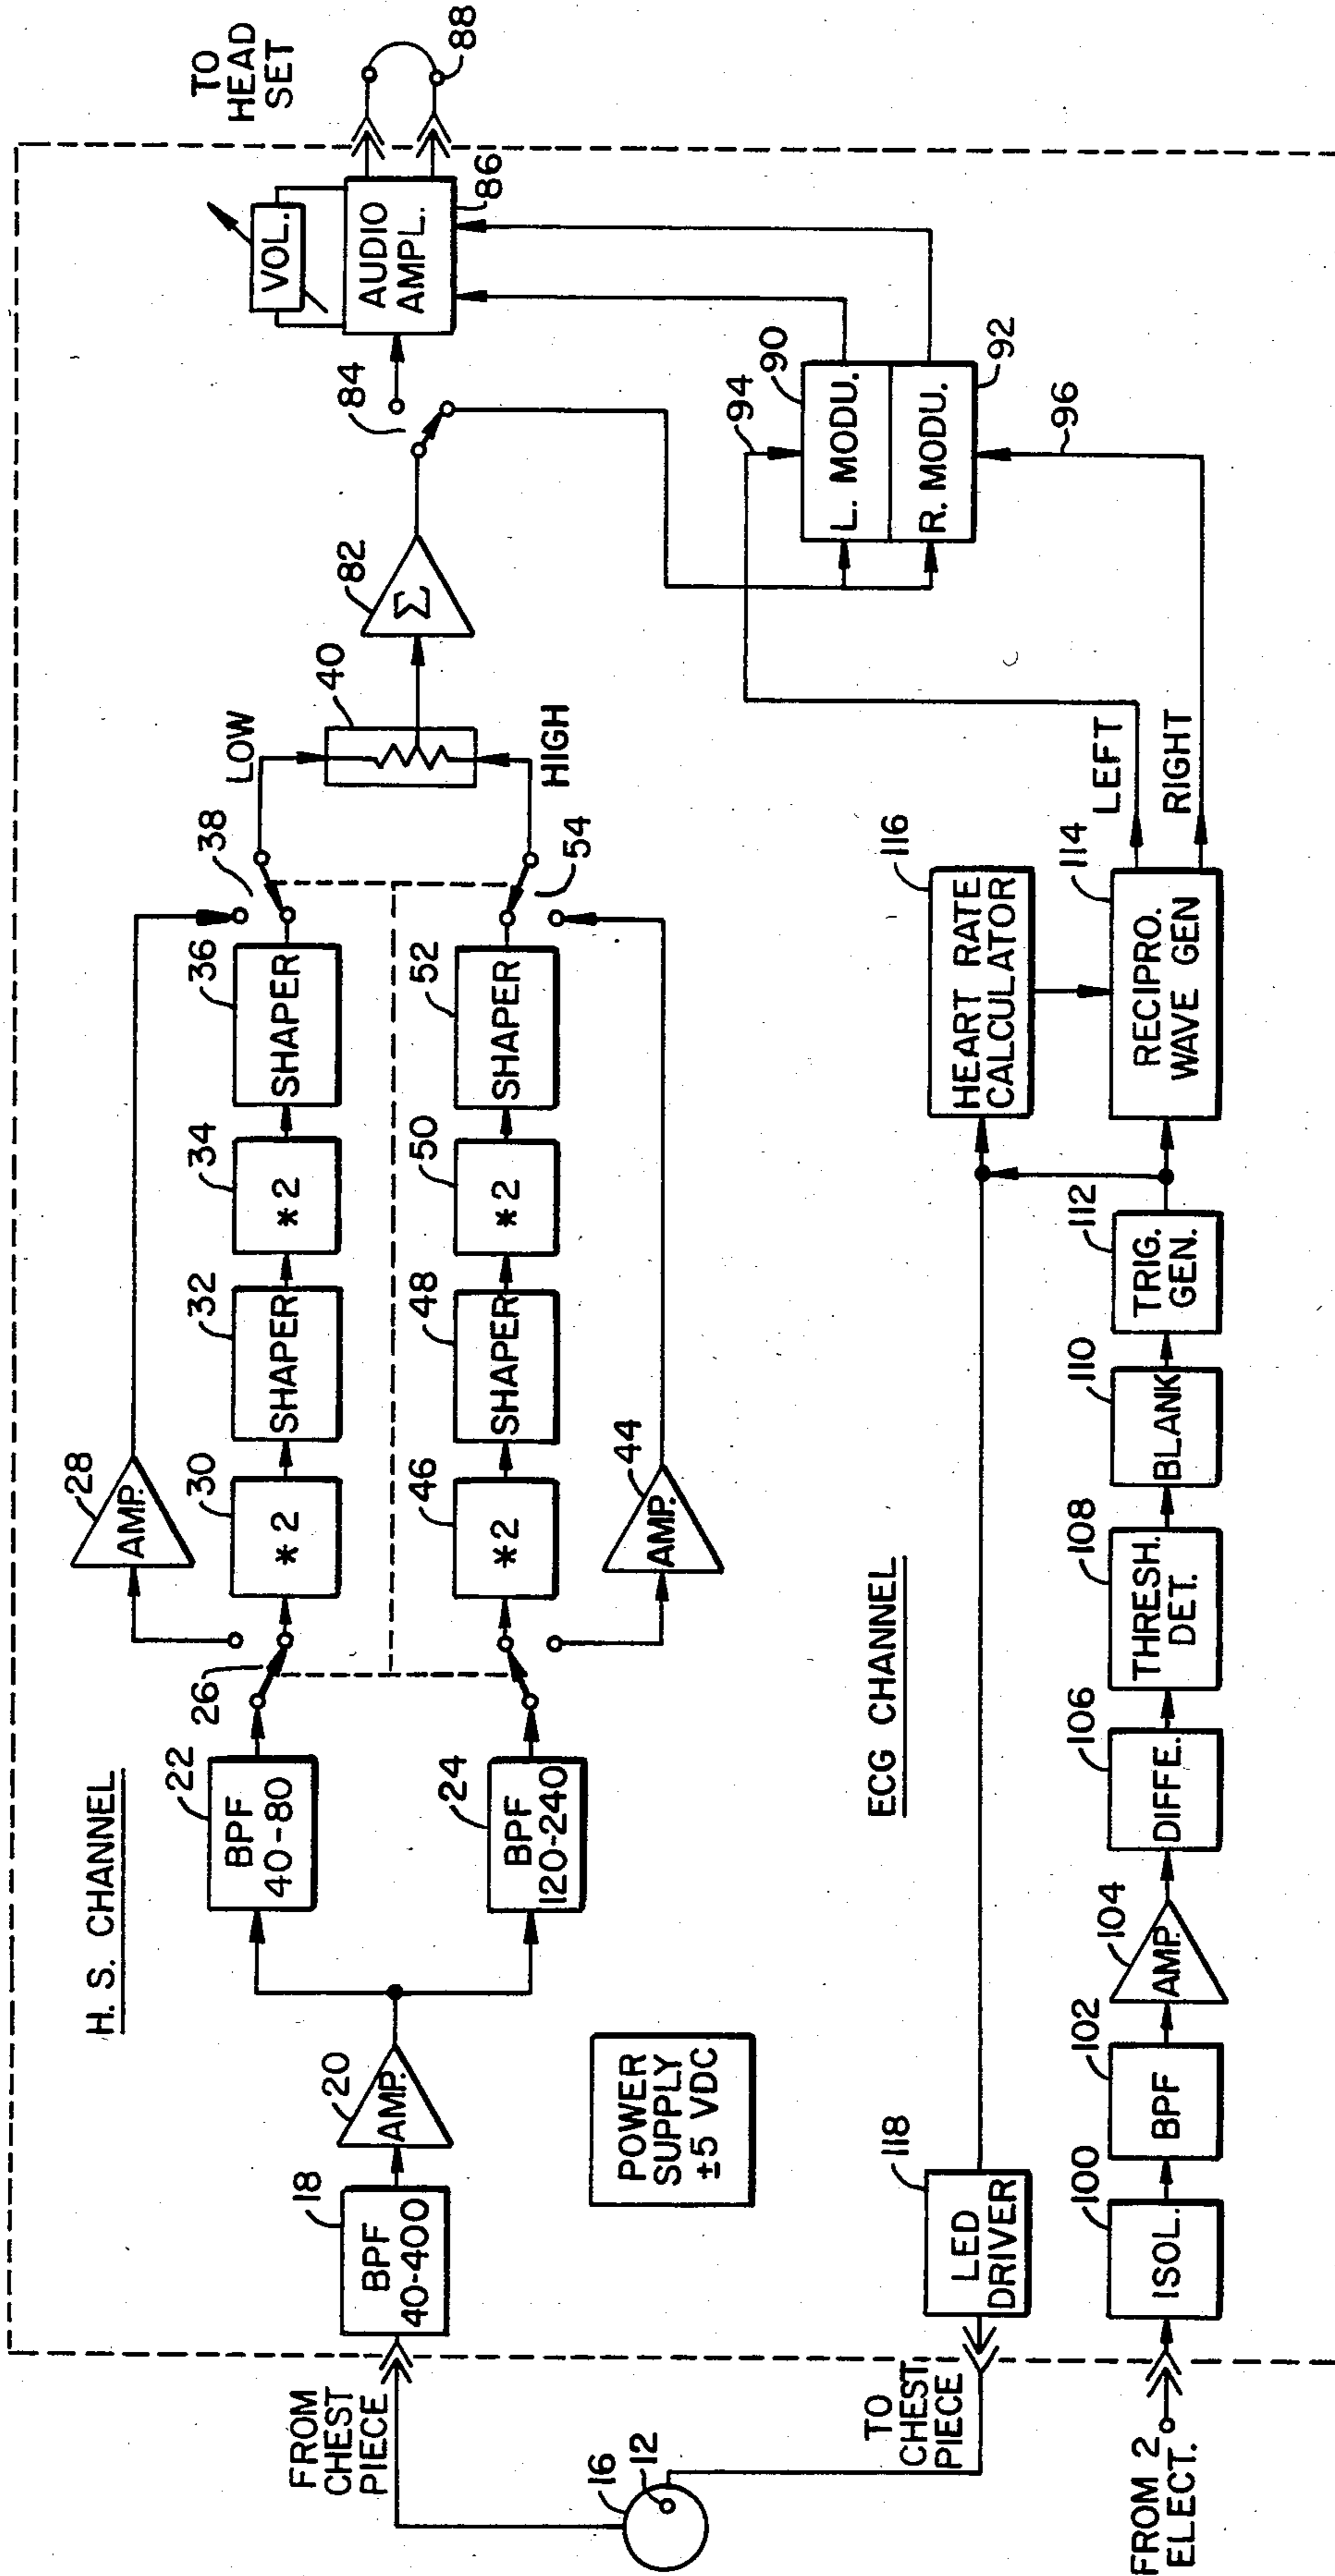 H. S. CHANNEL
FROM
CHEST
PIECE
18
BPF
40-400
20
AMP.
22
BPF
40-80
24
BPF
120-240
26
28
AMP.
30
*2
32
SHAPER
34
*2
36
SHAPER
38
LOW
40
HIGH
44
AMP.
46
*2
48
SHAPER
50
*2
52
SHAPER
54
82
Σ
84
VOL.
AUDIO
AMPL.
86
TO
HEAD
SET
88
POWER
SUPPLY
±5 VDC
16
12
94
90
L. MODU.
R. MODU.
92
96
TO
CHEST
PIECE
118
LED
DRIVER
ECG CHANNEL
116
HEART RATE
CALCULATOR
FROM 2
ELECT.
100
ISOL.
102
BPF
104
AMP.
106
DIFFE.
108
THRESH.
DET.
110
BLANK
112
TRIG.
GEN.
114
RECIPRO.
WAVE GEN
LEFT
RIGHT